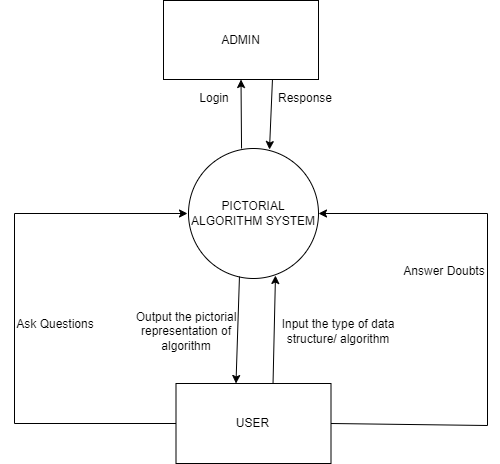 ADMIN
Login
Response
PICTORIAL
ALGORITHM SYSTEM
Answer Doubts
Ask Questions
Output the pictorial
representation of
algorithm
Input the type of data
structure/ algorithm
USER